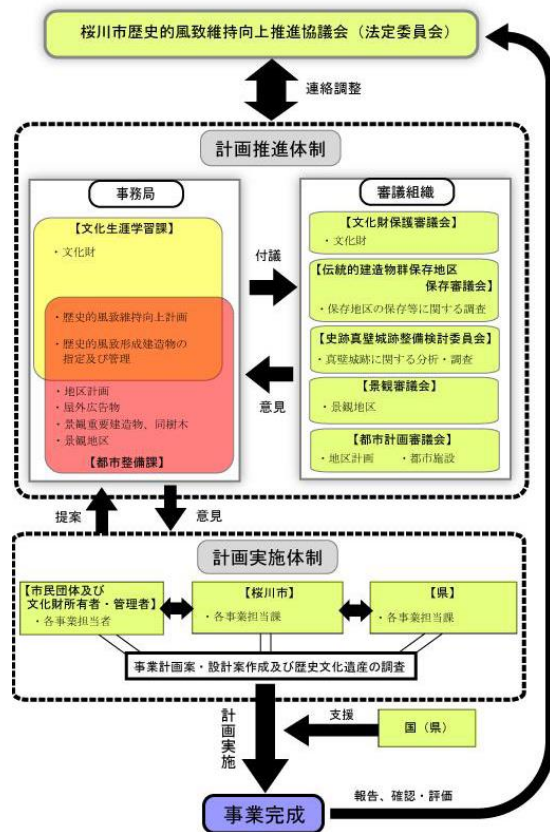 桜川市歴史的風致維持向上推進協議会（法定委員会）
連絡調整
計画推進体制
事務局
【文化生涯学習課】
・文化財
・歴史的風致維持向上計画
・歴史的風致形成建造物の
指定及び管理
・地区計画
・屋外広告物
・景観重要建造物、同樹木
・景観地区
【都市整備課】
付議
意見
審議組織
【文化財保護審議会】
・文化財
【伝統的建造物群保存地区
保存審議会】
・保存地区の保存等に関する調査
【史跡真壁城跡整備検討委員会】
・真壁城跡に関する分析・調査
【景観審議会】
・景観地区
【都市計画審議会】
・地区計画　・都市施設
提案
意見
計画実施体制
【市民団体及び
文化財所有者・管理者】
・各事業担当者
【桜川市】
・各事業担当課
【県】
・各事業担当課
事業計画案・設計案作成及び歴史文化遺産の調査
計画実施
支援
国（県）
事業完成
報告、確認・評価